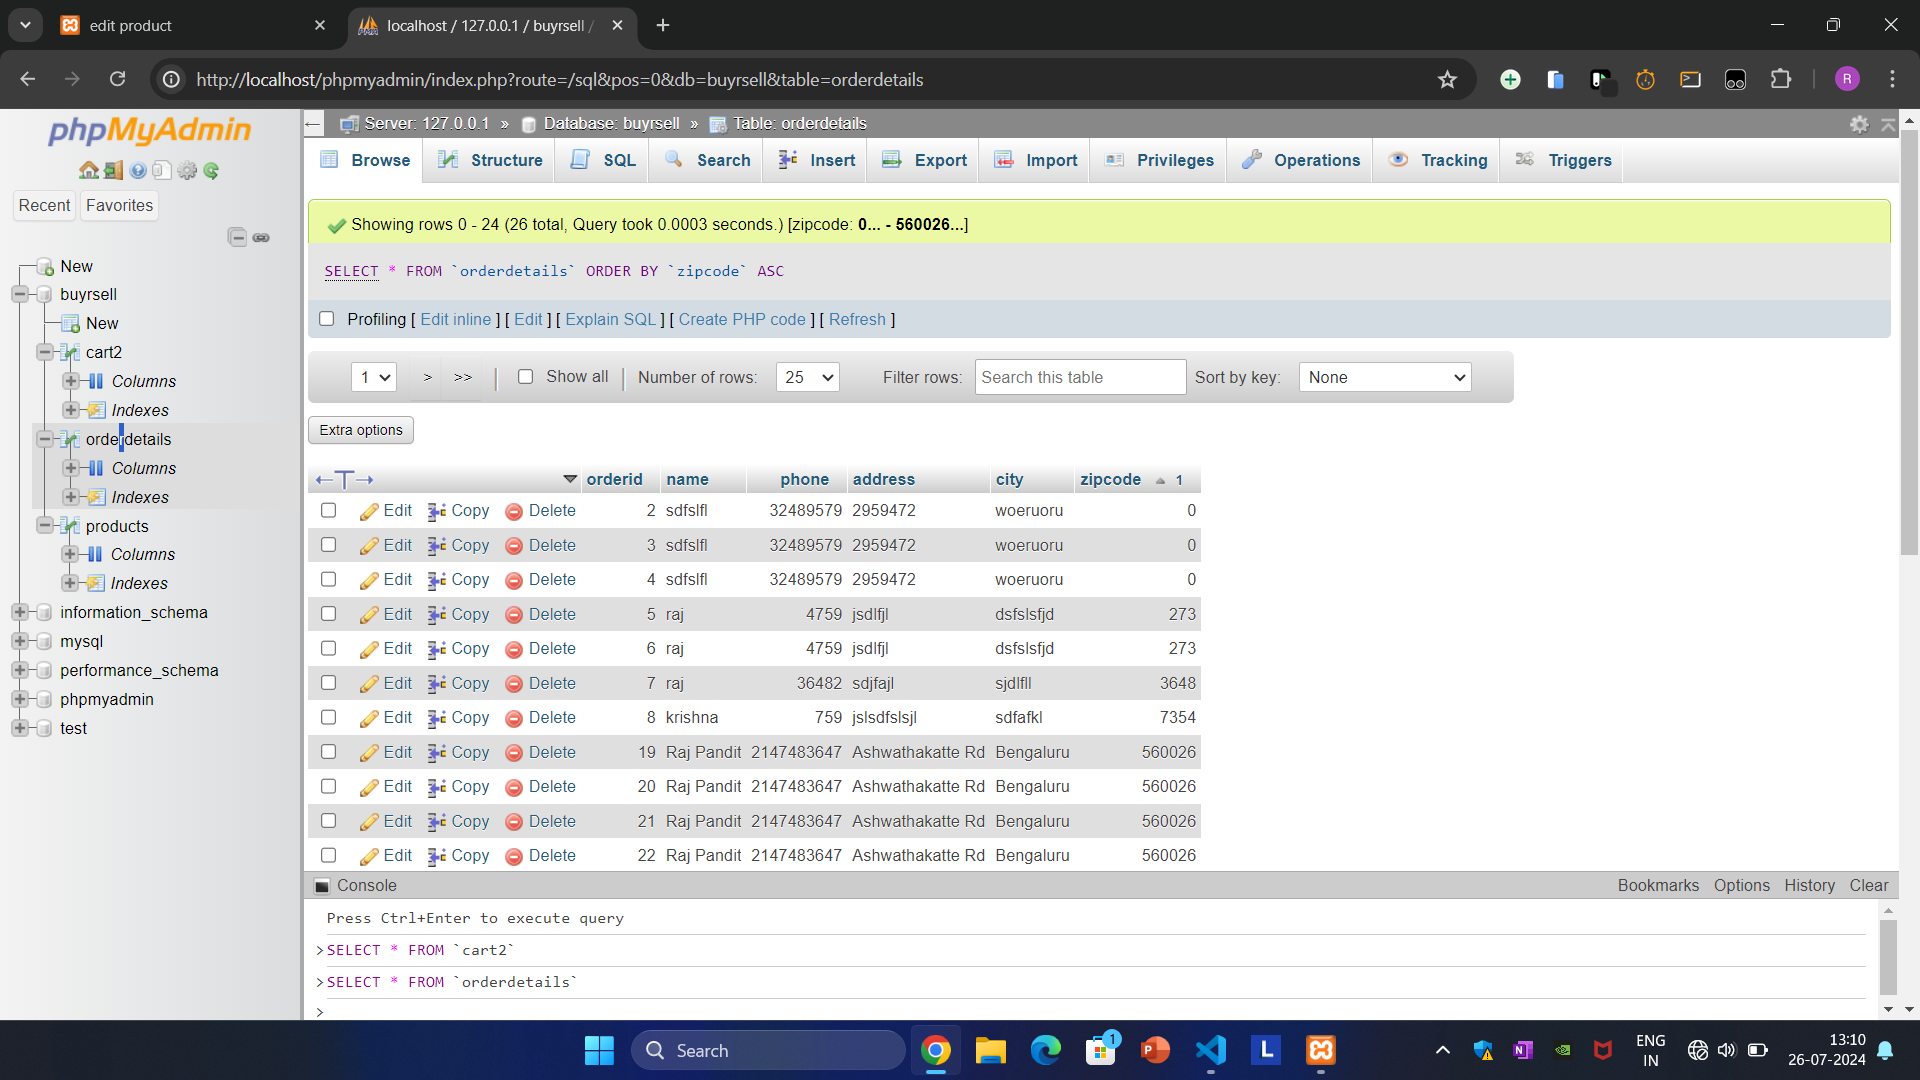 edit product
localhost / 127.0.0.1 / buyrsell /
http://localhost/phpmyadmin/index.php?route=/sql&pos=0&db=buyrsell&table=orderdetails
R
phpMyAdmin
Recent Favorites
New
buyrsell
New
cart2
Columns
Indexes
orderdetails
Columns
Indexes
products
Columns
Indexes
information_schema
mysql
performance_schema
phpmyadmin
test
Server: 127.0.0.1 » Database: buyrsell » Table: orderdetails
Browse Structure SQL Search Insert Export Import Privileges Operations Tracking Triggers
Showing rows 0 - 24 (26 total, Query took 0.0003 seconds.) [zipcode: 0... - 560026...]
SELECT * FROM `orderdetails` ORDER BY `zipcode` ASC
Profiling [ Edit inline ] [ Edit ] [ Explain SQL ] [ Create PHP code ] [ Refresh ]
1 > >> | Show all | Number of rows: 25 Filter rows: Search this table Sort by key: None
Extra options
←T→ orderid name phone address city zipcode 1
Edit Copy Delete 2 sdfslfl 32489579 2959472 woeruoru 0
Edit Copy Delete 3 sdfslfl 32489579 2959472 woeruoru 0
Edit Copy Delete 4 sdfslfl 32489579 2959472 woeruoru 0
Edit Copy Delete 5 raj 4759 jsdlfjl dsfslsfjd 273
Edit Copy Delete 6 raj 4759 jsdlfjl dsfslsfjd 273
Edit Copy Delete 7 raj 36482 sdjfajl sjdlfll 3648
Edit Copy Delete 8 krishna 759 jslsdfslsjl sdfafkl 7354
Edit Copy Delete 19 Raj Pandit 2147483647 Ashwathakatte Rd Bengaluru 560026
Edit Copy Delete 20 Raj Pandit 2147483647 Ashwathakatte Rd Bengaluru 560026
Edit Copy Delete 21 Raj Pandit 2147483647 Ashwathakatte Rd Bengaluru 560026
Edit Copy Delete 22 Raj Pandit 2147483647 Ashwathakatte Rd Bengaluru 560026
Console Bookmarks Options History Clear
Press Ctrl+Enter to execute query
>SELECT * FROM `cart2`
>SELECT * FROM `orderdetails`
>
Search
1
L
ENG
IN
13:10
26-07-2024